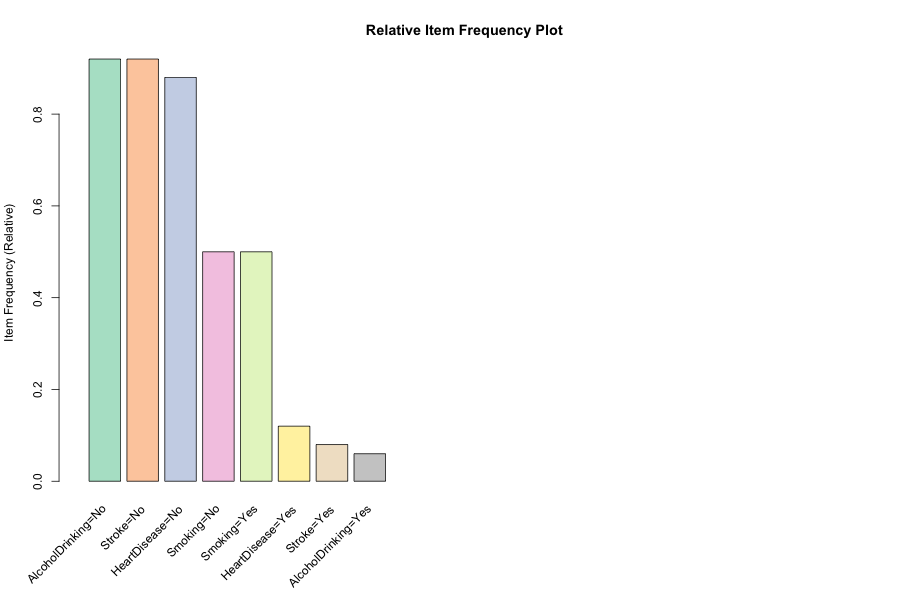 Relative Item Frequency Plot
Item Frequency (Relative)
0.8
0.6
0.4
0.2
0.0
AlcoholDrinking=No
Stroke=No
HeartDisease=No
Smoking=No
Smoking=Yes
HeartDisease=Yes
Stroke=Yes
AlcoholDrinking=Yes